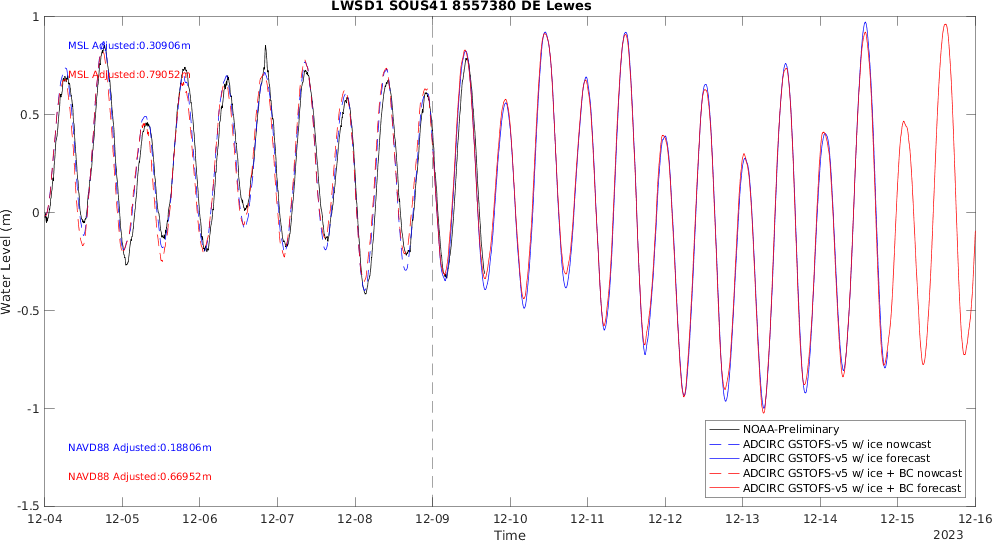 LWSD1 SOUS41 8557380 DE Lewes
1
MSL Adjusted:0.30906m
MSL Adjusted:0.79052m
0.5
0
Water Level (m)
-0.5
-1
NAVD88 Adjusted:0.18806m
NAVD88 Adjusted:0.66952m
-1.5
NOAA-Preliminary
ADCIRC GSTOFS-v5 w/ ice nowcast
ADCIRC GSTOFS-v5 w/ ice forecast
ADCIRC GSTOFS-v5 w/ ice + BC nowcast
ADCIRC GSTOFS-v5 w/ ice + BC forecast
12-04 12-05 12-06 12-07 12-08 12-09 12-10 12-11 12-12 12-13 12-14 12-15 12-16
Time
2023